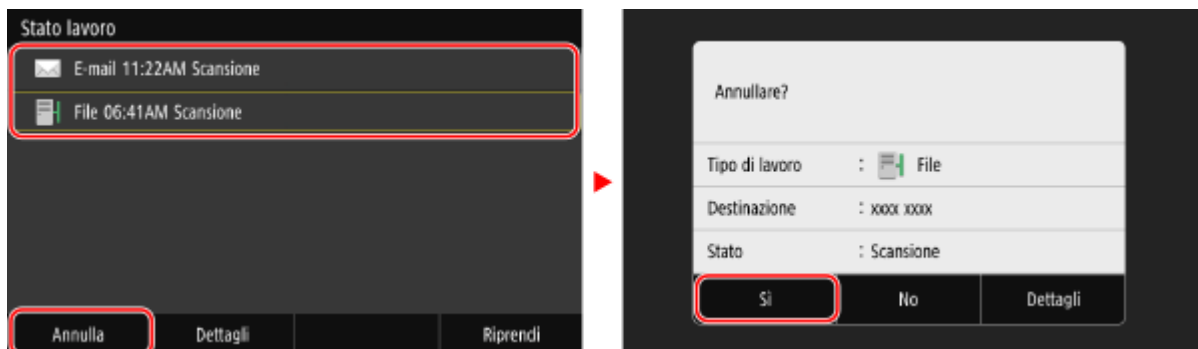 Stato lavoro
E-mail 11:22AM Scansione
File 06:41AM Scansione
Annulla Dettagli Riprendi
Annullare?
Tipo di lavoro : File
Destinazione : xxxx xxxx
Stato : Scansione
Sì No Dettagli